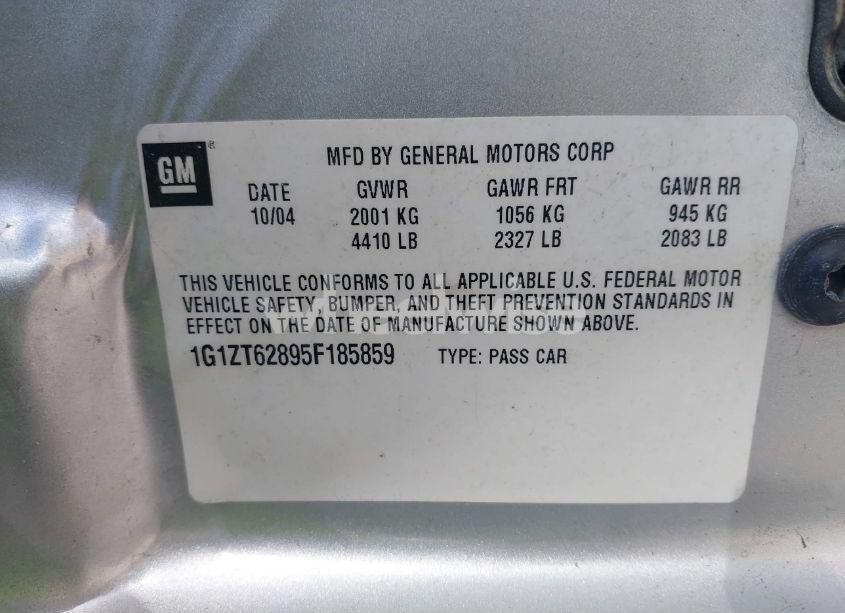 GM ®
MFD BY GENERAL MOTORS CORP
DATE GVWR GAWR FRT GAWR RR
10/04 2001 KG 1056 KG 945 KG
4410 LB 2327 LB 2083 LB
THIS VEHICLE CONFORMS TO ALL APPLICABLE U.S. FEDERAL MOTOR
VEHICLE SAFETY, BUMPER, AND THEFT PREVENTION STANDARDS IN
EFFECT ON THE DATE OF MANUFACTURE SHOWN ABOVE.
1G1ZT62895F185859 TYPE: PASS CAR